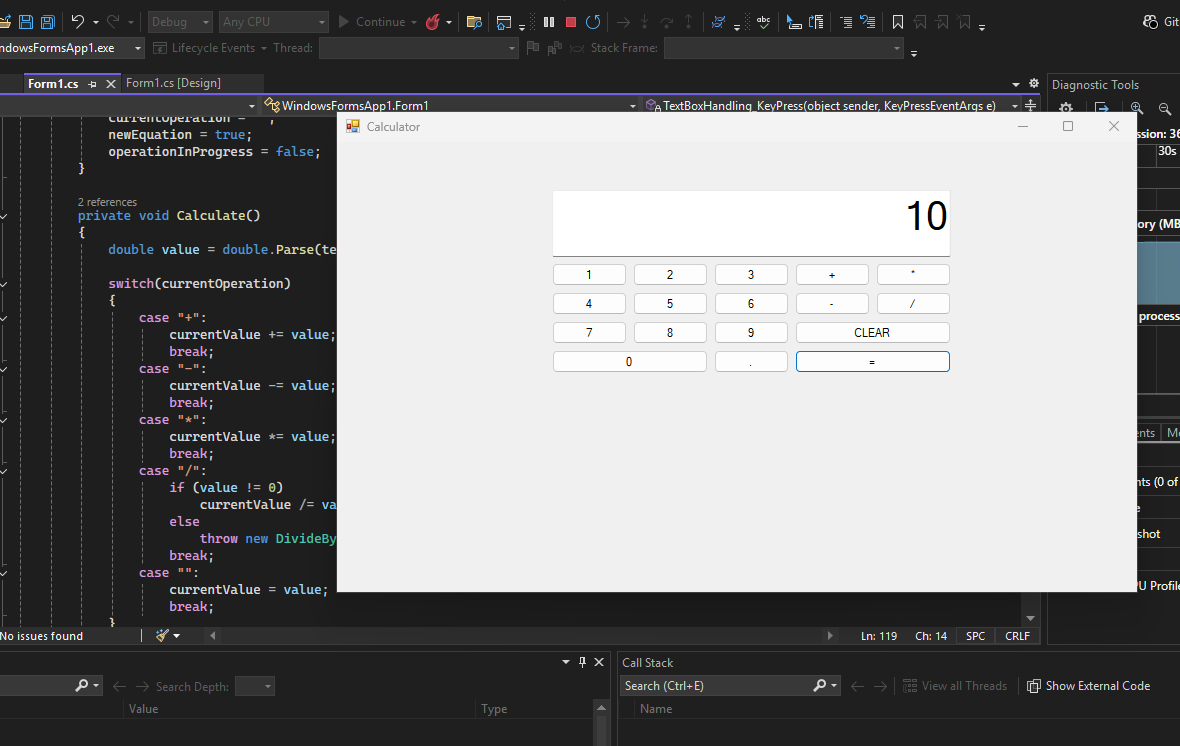 Debug
Any CPU
Continue
Git
ndowsFormsApp1.exe
Lifecycle Events
Thread:
Stack Frame:
Form1.cs
Form1.cs [Design]
Diagnostic Tools
WindowsFormsApp1.Form1
TextBoxHandling_KeyPress(object sender, KeyPressEventArgs e)
currentOperation = ;
newEquation = true;
operationInProgress = false;
}
2 references
private void Calculate()
{
double value = double.Parse(te
switch(currentOperation)
{
case "+":
currentValue += value;
break;
case "-":
currentValue -= value;
break;
case "*":
currentValue *= value;
break;
case "/":
if (value != 0)
currentValue /= va
else
throw new DivideBy
break;
case "":
currentValue = value;
break;
}
Calculator
10
1 2 3 + *
4 5 6 - /
7 8 9 CLEAR
0 . =
ssion: 36
30s
ory (MB
process
ents
Me
nts (0 of
e
shot
U Profile
No issues found
Ln: 119
Ch: 14
SPC
CRLF
Search Depth:
Value
Type
Call Stack
Search (Ctrl+E)
View all Threads
Show External Code
Name